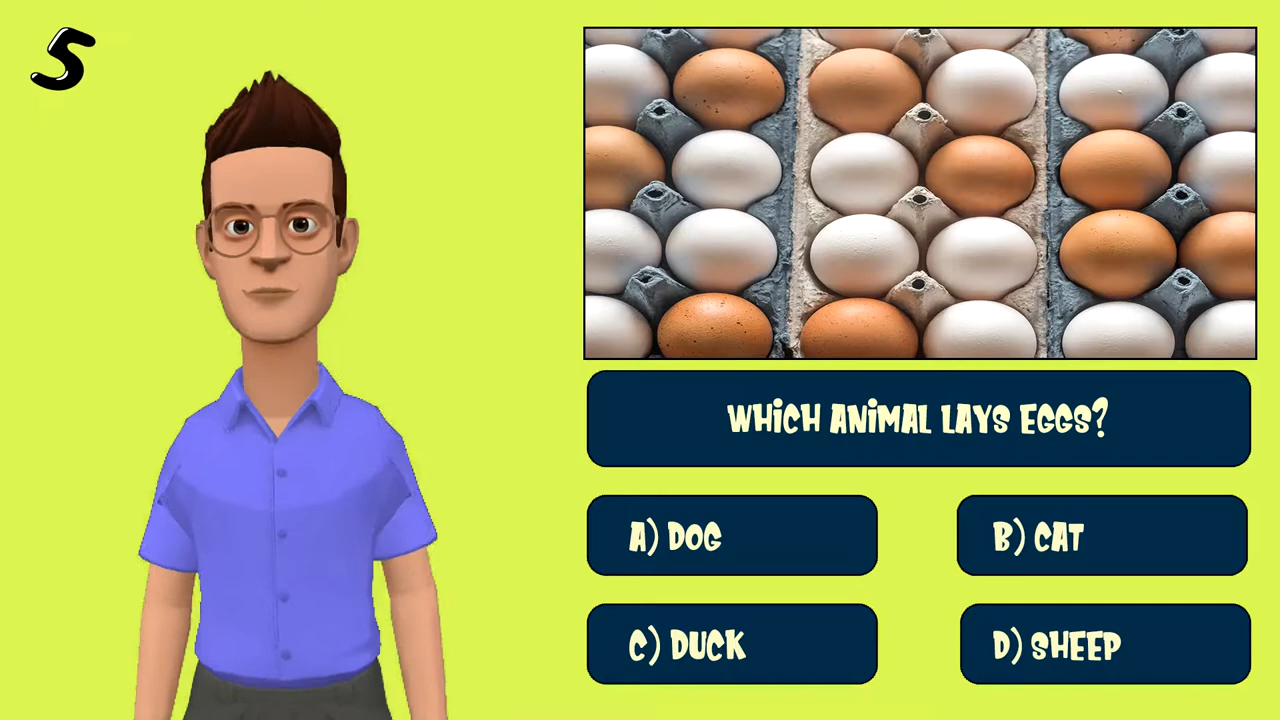 5
WHICH ANIMAL LAYS EGGS?
A) DOG
B) CAT
C) DUCK
D) SHEEP